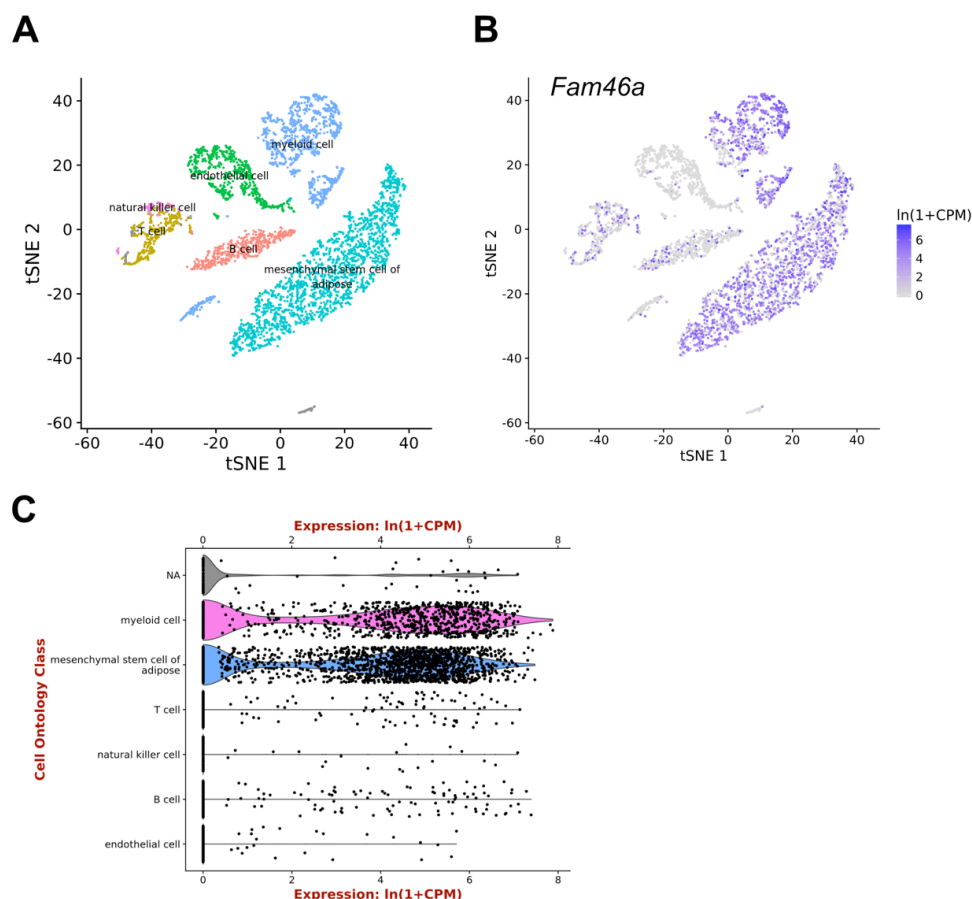 A
B
Fam46a
40
20
0
-20
-40
-60
tSNE 2
myeloid cell
endothelial cell
natural killer cell
T cell
B cell
mesenchymal stem cell of
adipose
-60 -40 -20 0 20 40
tSNE 1
40
20
0
-20
-40
-60
tSNE 2
-60 -40 -20 0 20 40
tSNE 1
ln(1+CPM)
6
4
2
0
C
Expression: ln(1+CPM)
0 2 4 6 8
Cell Ontology Class
NA
myeloid cell
mesenchymal stem cell of
adipose
T cell
natural killer cell
B cell
endothelial cell
0 2 4 6 8
Expression: ln(1+CPM)